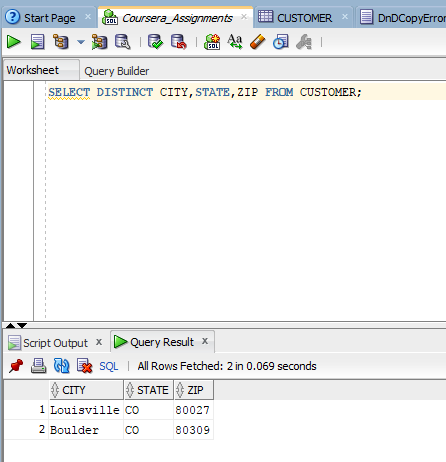 Start Page Coursera_Assignments CUSTOMER DnDCopyError
SQL
Worksheet Query Builder
SELECT DISTINCT CITY,STATE,ZIP FROM CUSTOMER;
Script Output x Query Result x
SQL | All Rows Fetched: 2 in 0.069 seconds
CITY STATE ZIP
1 Louisville CO 80027
2 Boulder CO 80309